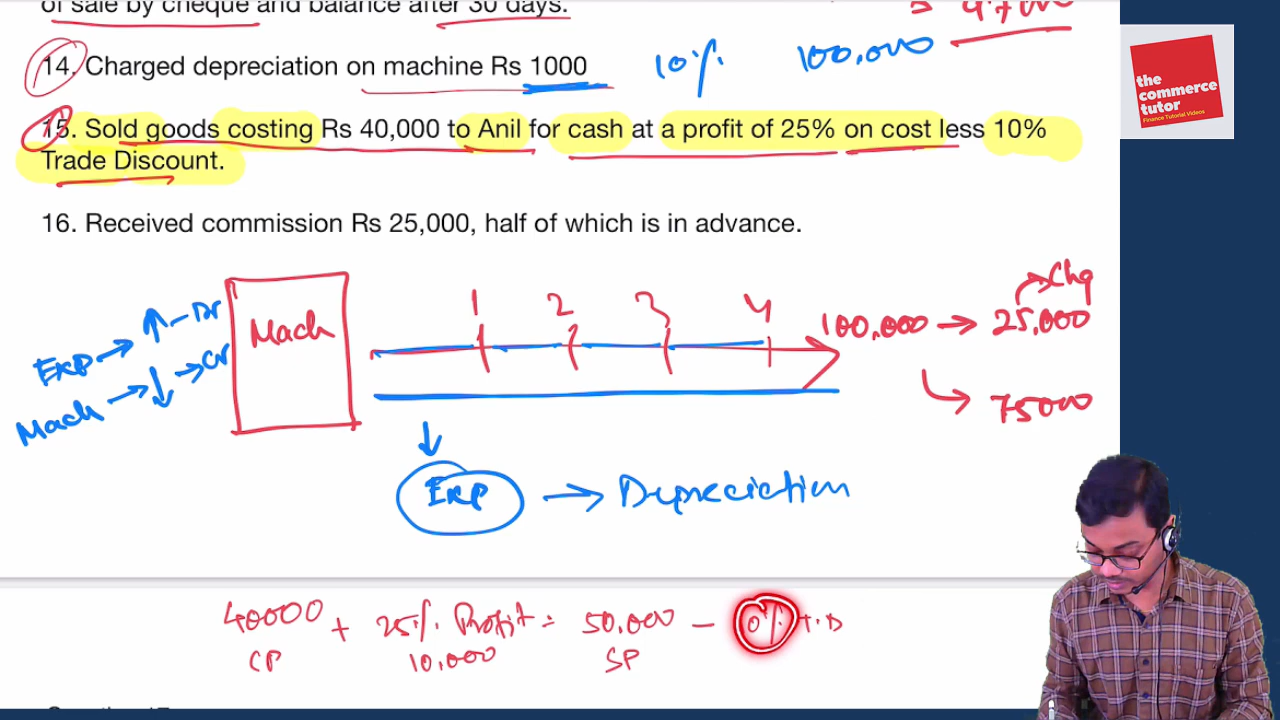 of sale by cheque and balance after 30 days.
14. Charged depreciation on machine Rs 1000 10% 100,000
15. Sold goods costing Rs 40,000 to Anil for cash at a profit of 25% on cost less 10%
Trade Discount.
16. Received commission Rs 25,000, half of which is in advance.
the
commerce
tutor
Finance Tutorial Videos
Exp → ↑ - Dr
Mach → ↓ → Cr
Mach
1 2 3 4
100,000 → 25,000
Chg
75000
Exp → Depreciation
40000 + 25% Profit = 50,000 - 10% T.D
CP 10,000 SP